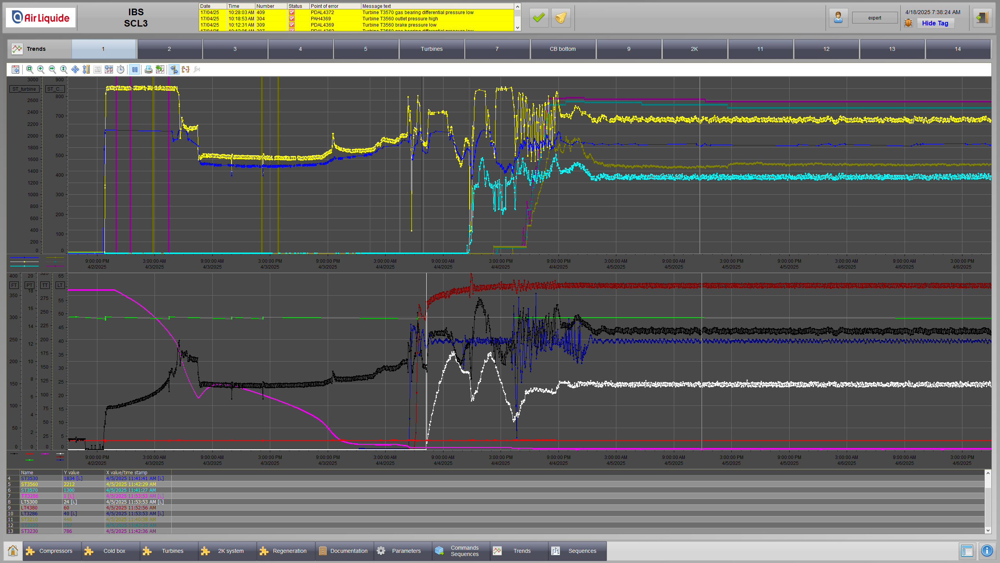 Air Liquide
IBS
SCL3
Date Time Number Status Point of error Message text
17/04/25 10:28:03 AM 409 PDAL4372 Turbine T3570 gas bearing differential pressure low
17/04/25 10:18:53 AM 304 PAH4369 Turbine T3560 outlet pressure high
17/04/25 10:12:31 AM 309 PDAL4369 Turbine T3560 brake pressure low
expert
4/18/2025 7:38:24 AM
Hide Tag
Trends 1 2 3 4 5 Turbines 7 CB bottom 9 2K 11 12 13 14
3000 900
ST_turbine ST_C...
800
2600
2400 700
2200
2000 600
1800
1600 500
1400 400
1200
1000 300
800
600 200
400 100
200
0 0
9:00:00 PM 3:00:00 AM 9:00:00 AM 3:00:00 PM 9:00:00 PM 3:00:00 AM 9:00:00 AM 3:00:00 PM 9:00:00 PM 3:00:00 AM 9:00:00 AM 3:00:00 PM 9:00:00 PM 3:00:00 AM 9:00:00 AM 3:00:00 PM
4/2/2025 4/3/2025 4/3/2025 4/3/2025 4/3/2025 4/4/2025 4/4/2025 4/4/2025 4/4/2025 4/5/2025 4/5/2025 4/5/2025 4/5/2025 4/6/2025 4/6/2025 4/6/2025
400 20 325 65
FT PT TT LT
350 18 275 55
16 250 50
300 14 225 45
250 12 200 40
175 35
200 10 150 30
150 8 125 25
6 100 20
100 75 15
50 4 50 10
2 25 5
0 0 0 0
9:00:00 PM 3:00:00 AM 9:00:00 AM 3:00:00 PM 9:00:00 PM 3:00:00 AM 9:00:00 AM 3:00:00 PM 9:00:00 PM 3:00:00 AM 9:00:00 AM 3:00:00 PM 9:00:00 PM 3:00:00 AM 9:00:00 AM 3:00:00 PM
4/2/2025 4/3/2025 4/3/2025 4/3/2025 4/3/2025 4/4/2025 4/4/2025 4/4/2025 4/4/2025 4/5/2025 4/5/2025 4/5/2025 4/5/2025 4/6/2025 4/6/2025 4/6/2025
Name Y value X value/time stamp
4 ST3530 1834 [i.] 4/5/2025 11:41:41 AM [i.]
5 ST3560 2212 4/5/2025 11:42:29 AM
6 ST3570 1300 4/5/2025 11:41:27 AM
7 TT3286 1 [i.] 4/5/2025 11:53:53 AM [i.]
8 LT5300 24 [i.] 4/5/2025 11:53:53 AM [i.]
9 LT4380 60 4/5/2025 11:52:56 AM
10 LT3286 40 [i.] 4/5/2025 11:53:53 AM [i.]
11 ST3210 446 4/5/2025 11:40:38 AM
12 ST3220 757 4/5/2025 11:42:35 AM
13 ST3230 786 4/5/2025 11:42:36 AM
Compressors Cold box Turbines 2K system Regeneration Documentation Parameters Commands Sequences Trends Sequences